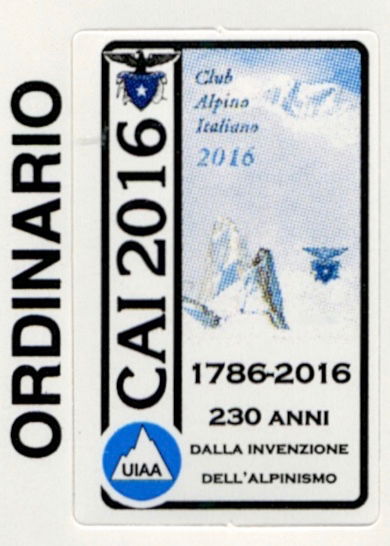 ORDINARIO
CAI 2016
Club
Alpino
Italiano
2016
1786-2016
230 ANNI
DALLA INVENZIONE
DELL'ALPINISMO
UIAA